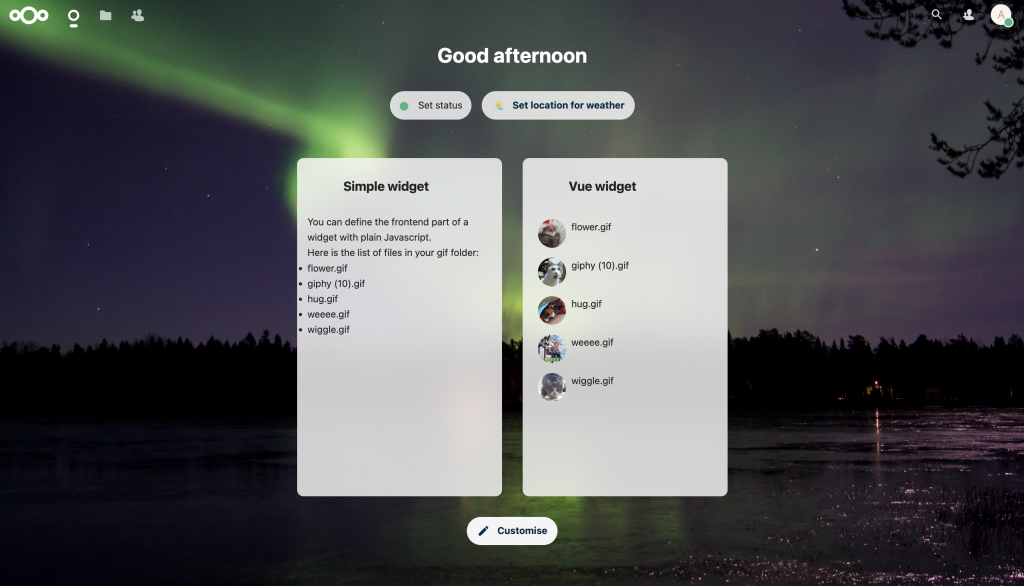 A
Good afternoon
Set status
Set location for weather
Simple widget
You can define the frontend part of a
widget with plain Javascript.
Here is the list of files in your gif folder:
flower.gif
giphy (10).gif
hug.gif
weeee.gif
wiggle.gif
Vue widget
flower.gif
giphy (10).gif
hug.gif
weeee.gif
wiggle.gif
Customise